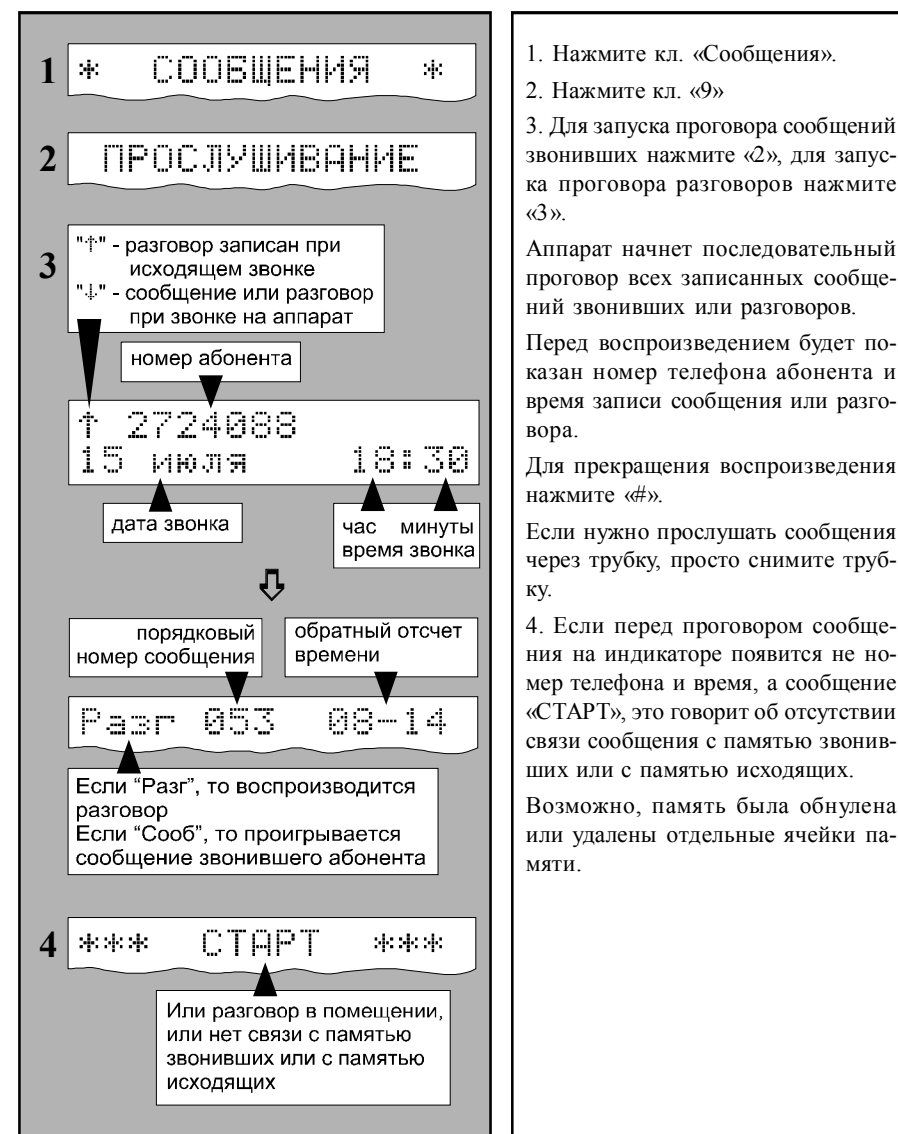 1 * СООБЩЕНИЯ *
2 ПРОСЛУШИВАНИЕ
3
"↑" - разговор записан при
исходящем звонке
"↓" - сообщение или разговор
при звонке на аппарат
номер абонента
↑ 2724088
15 июля 18:30
дата звонка
час минуты
время звонка
порядковый
номер сообщения
обратный отсчет
времени
Разг 053 08-14
Если “Разг”, то воспроизводится
разговор
Если “Сооб”, то проигрывается
сообщение звонившего абонента
4 *** СТАРТ ***
Или разговор в помещении,
или нет связи с памятью
звонивших или с памятью
исходящих
1. Нажмите кл. «Сообщения».
2. Нажмите кл. «9»
3. Для запуска проговора сообщений
звонивших нажмите «2», для запус-
ка проговора разговоров нажмите
«3».
Аппарат начнет последовательный
проговор всех записанных сообще-
ний звонивших или разговоров.
Перед воспроизведением будет по-
казан номер телефона абонента и
время записи сообщения или разго-
вора.
Для прекращения воспроизведения
нажмите «#».
Если нужно прослушать сообщения
через трубку, просто снимите труб-
ку.
4. Если перед проговором сообще-
ния на индикаторе появится не но-
мер телефона и время, а сообщение
«СТАРТ», это говорит об отсутствии
связи сообщения с памятью звонив-
ших или с памятью исходящих.
Возможно, память была обнулена
или удалены отдельные ячейки па-
мяти.